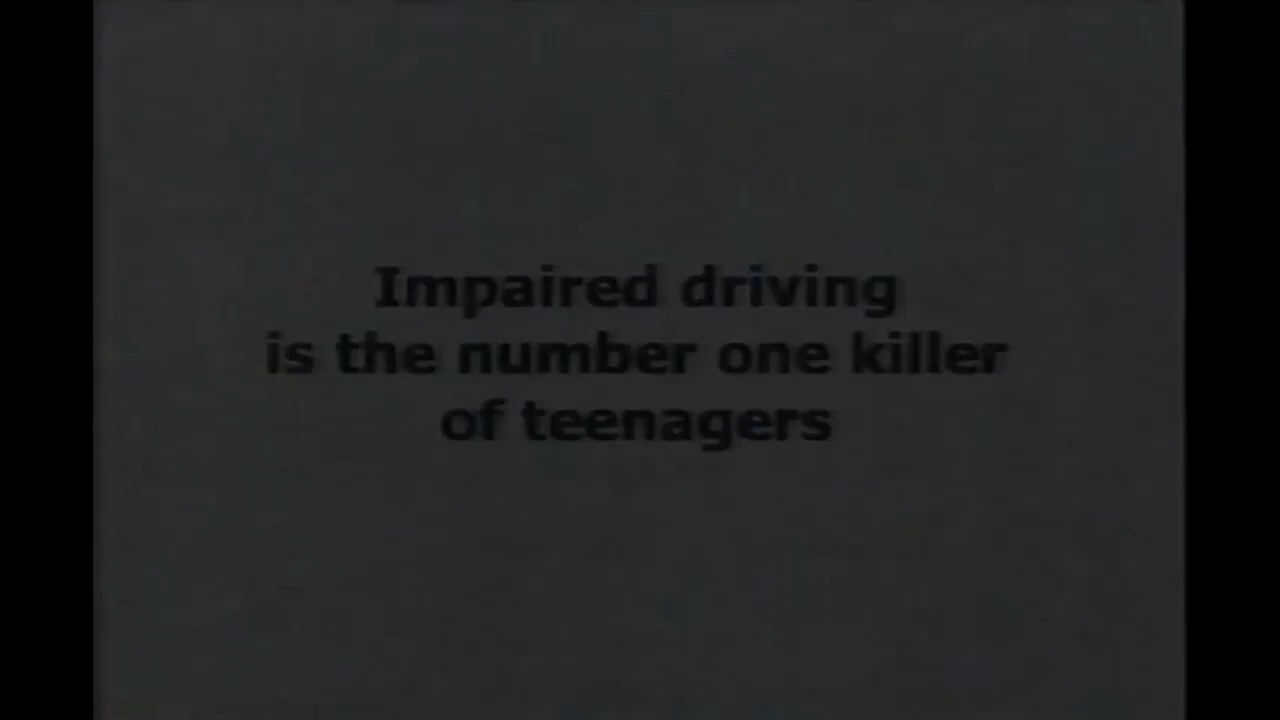 Impaired driving
is the number one killer
of teenagers